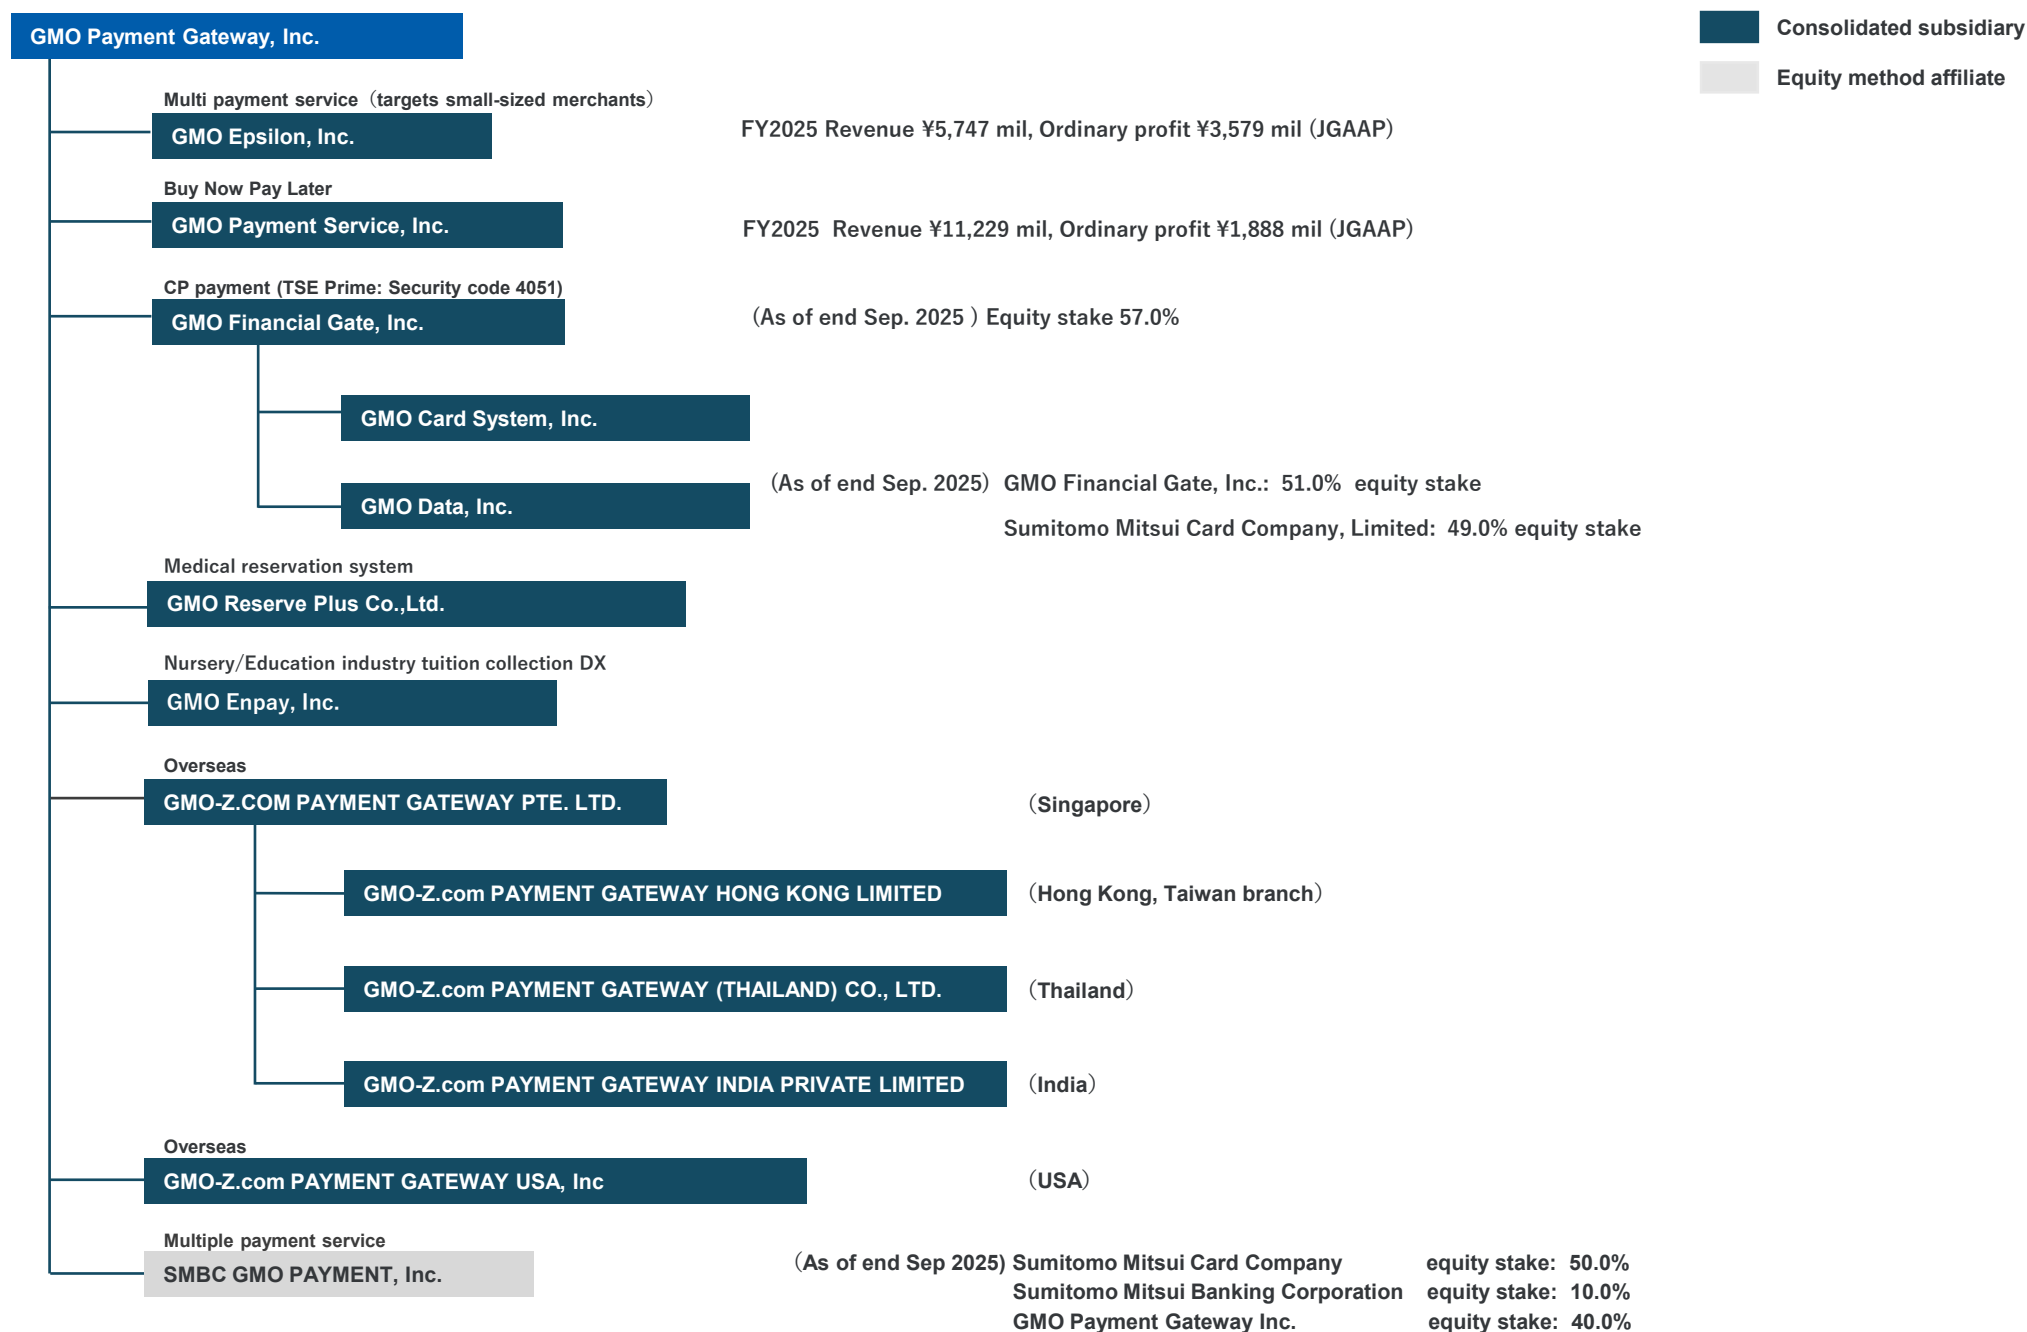 GMO Payment Gateway, Inc.
Consolidated subsidiary
Equity method affiliate
Multi payment service（targets small-sized merchants）
GMO Epsilon, Inc.
FY2025 Revenue ¥5,747 mil, Ordinary profit ¥3,579 mil (JGAAP)
Buy Now Pay Later
GMO Payment Service, Inc.
FY2025 Revenue ¥11,229 mil, Ordinary profit ¥1,888 mil (JGAAP)
CP payment (TSE Prime: Security code 4051)
GMO Financial Gate, Inc.
(As of end Sep. 2025 ) Equity stake 57.0%
GMO Card System, Inc.
GMO Data, Inc.
(As of end Sep. 2025) GMO Financial Gate, Inc.: 51.0% equity stake
Sumitomo Mitsui Card Company, Limited: 49.0% equity stake
Medical reservation system
GMO Reserve Plus Co.,Ltd.
Nursery/Education industry tuition collection DX
GMO Enpay, Inc.
Overseas
GMO-Z.COM PAYMENT GATEWAY PTE. LTD.
（Singapore）
GMO-Z.com PAYMENT GATEWAY HONG KONG LIMITED
（Hong Kong, Taiwan branch）
GMO-Z.com PAYMENT GATEWAY (THAILAND) CO., LTD.
（Thailand）
GMO-Z.com PAYMENT GATEWAY INDIA PRIVATE LIMITED
（India）
Overseas
GMO-Z.com PAYMENT GATEWAY USA, Inc
（USA）
Multiple payment service
SMBC GMO PAYMENT, Inc.
（As of end Sep 2025) Sumitomo Mitsui Card Company equity stake: 50.0%
Sumitomo Mitsui Banking Corporation equity stake: 10.0%
GMO Payment Gateway Inc. equity stake: 40.0%